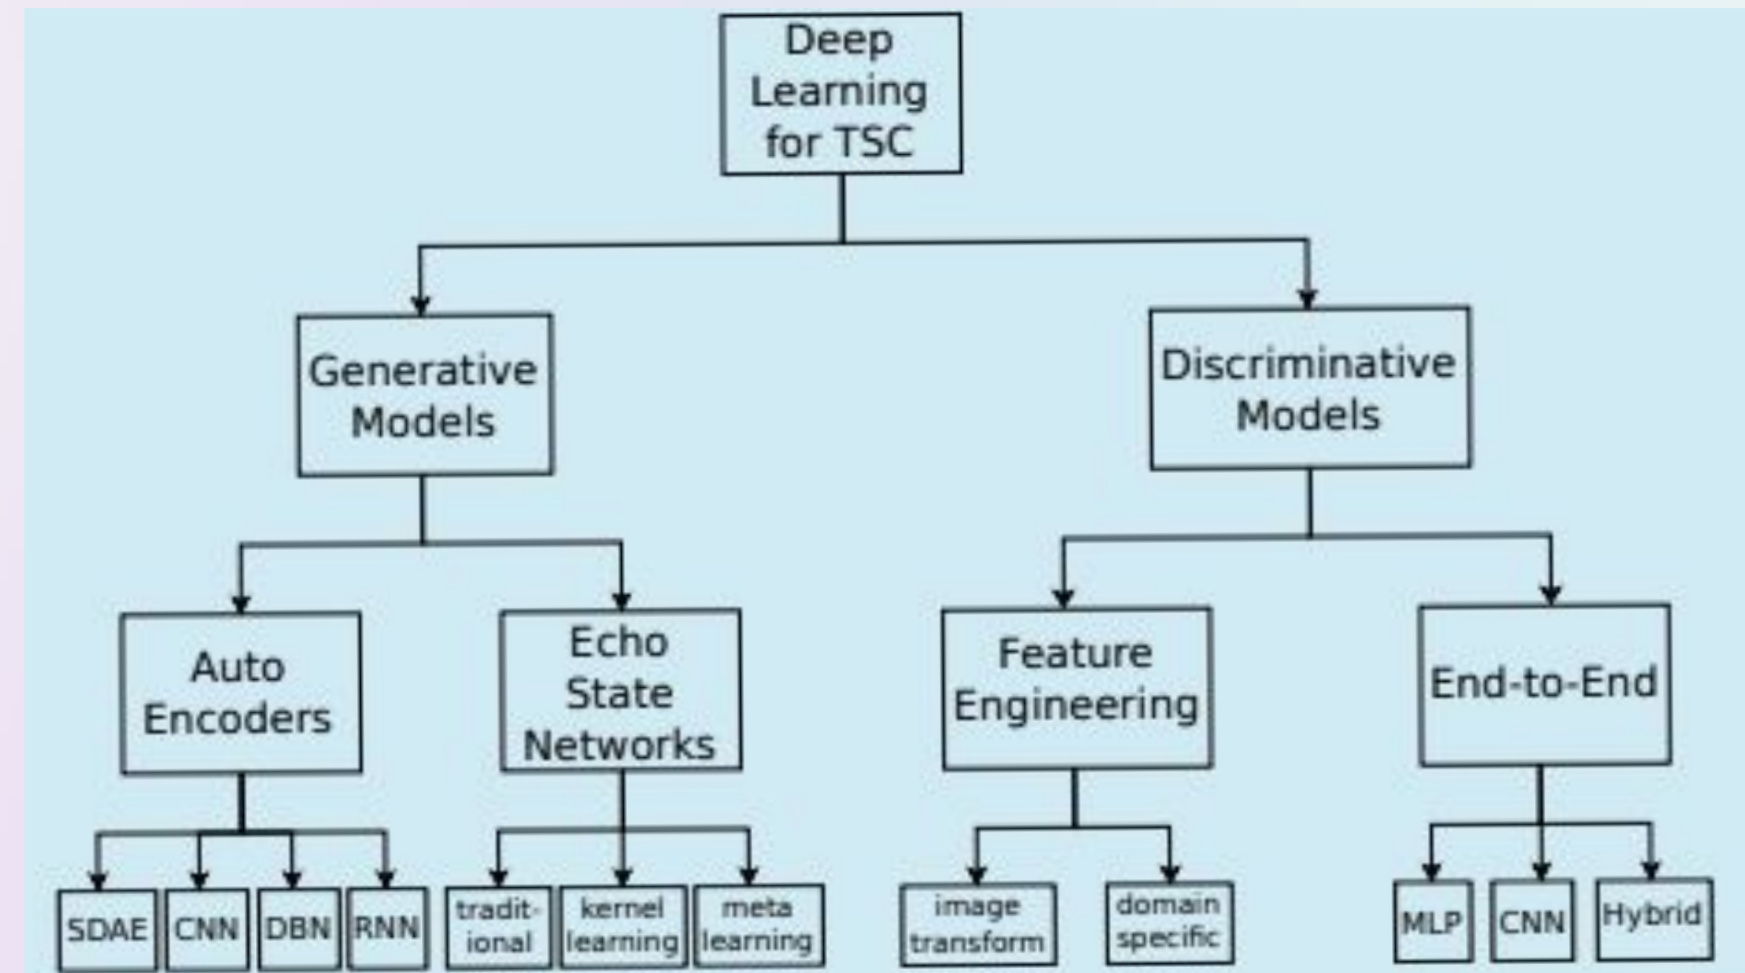 Deep
Learning
for TSC
Generative
Models
Discriminative
Models
Auto
Encoders
Echo
State
Networks
Feature
Engineering
End-to-End
SDAE
CNN
DBN
RNN
tradit-
ional
kernel
learning
meta
learning
image
transform
domain
specific
MLP
CNN
Hybrid